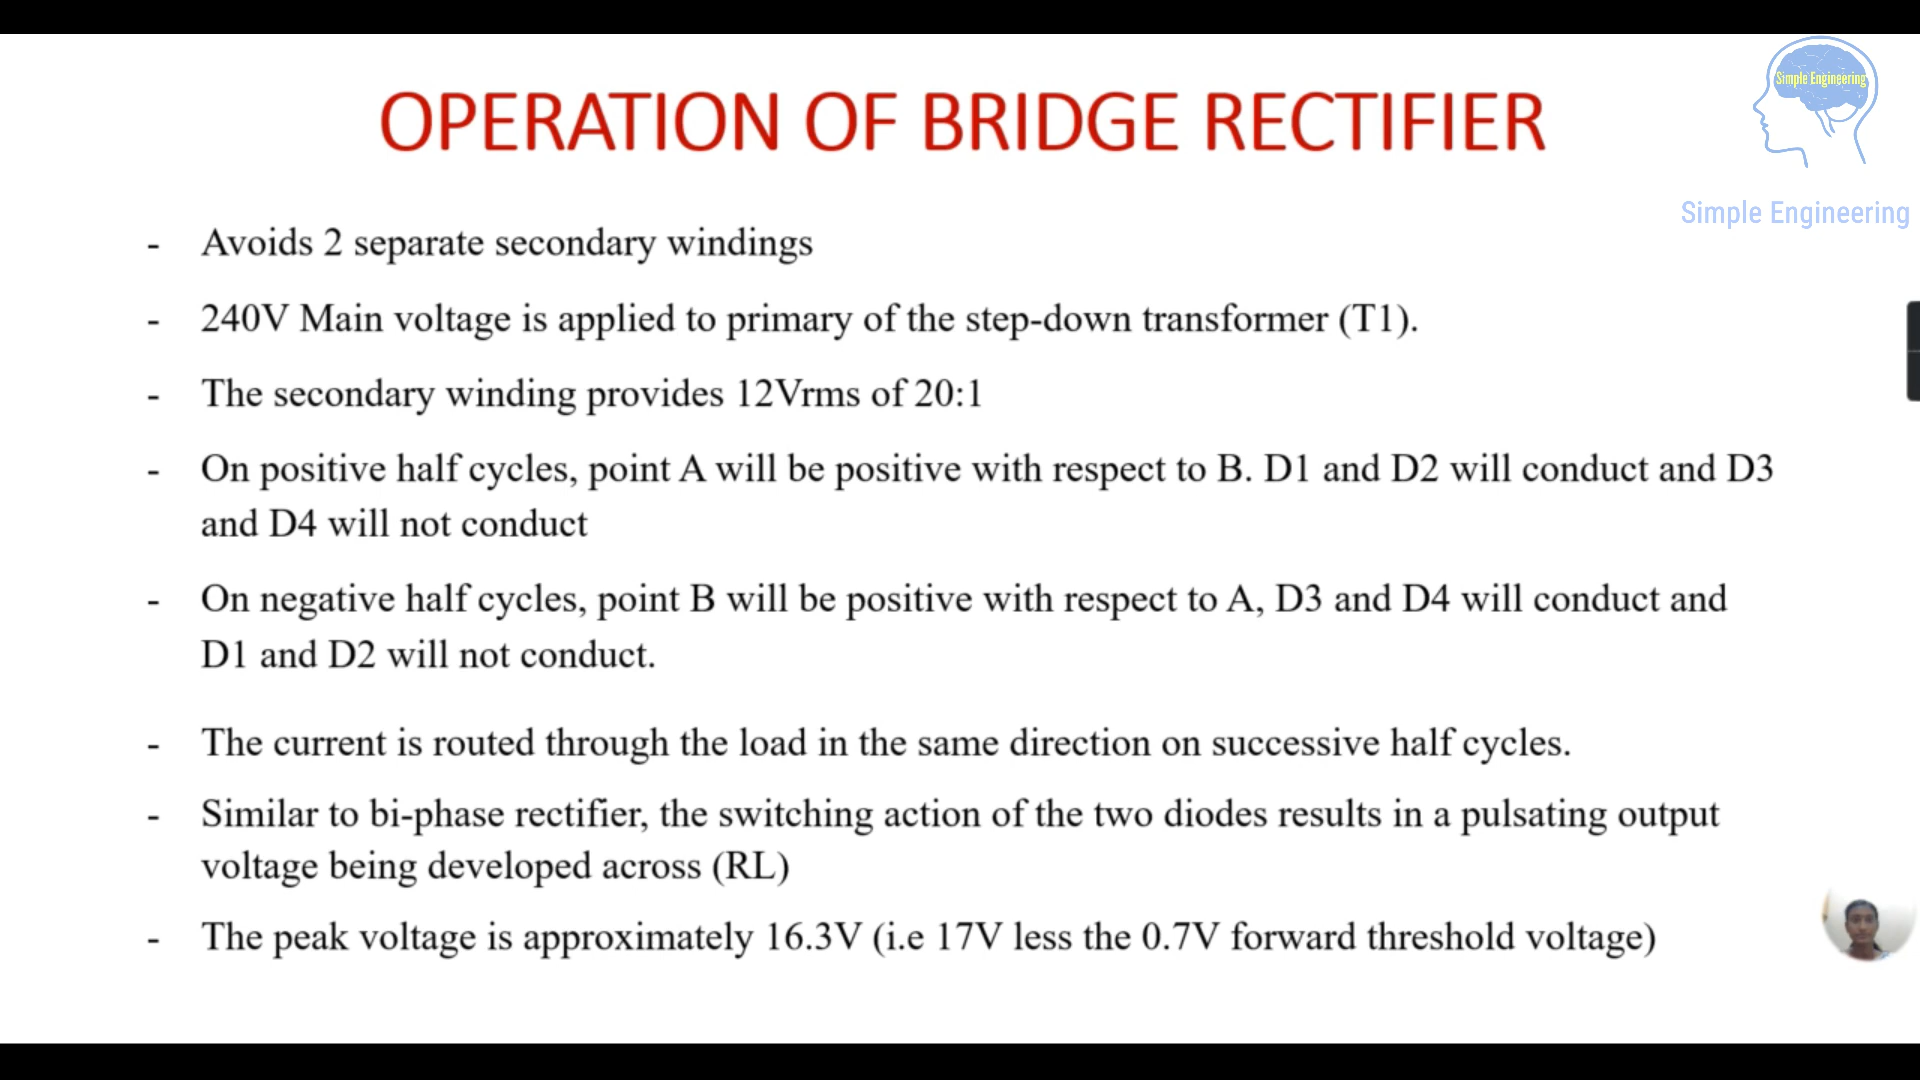 Simple Engineering
OPERATION OF BRIDGE RECTIFIER
Simple Engineering
- Avoids 2 separate secondary windings
- 240V Main voltage is applied to primary of the step-down transformer (T1).
- The secondary winding provides 12Vrms of 20:1
- On positive half cycles, point A will be positive with respect to B. D1 and D2 will conduct and D3
and D4 will not conduct
- On negative half cycles, point B will be positive with respect to A, D3 and D4 will conduct and
D1 and D2 will not conduct.
- The current is routed through the load in the same direction on successive half cycles.
- Similar to bi-phase rectifier, the switching action of the two diodes results in a pulsating output
voltage being developed across (RL)
- The peak voltage is approximately 16.3V (i.e 17V less the 0.7V forward threshold voltage)